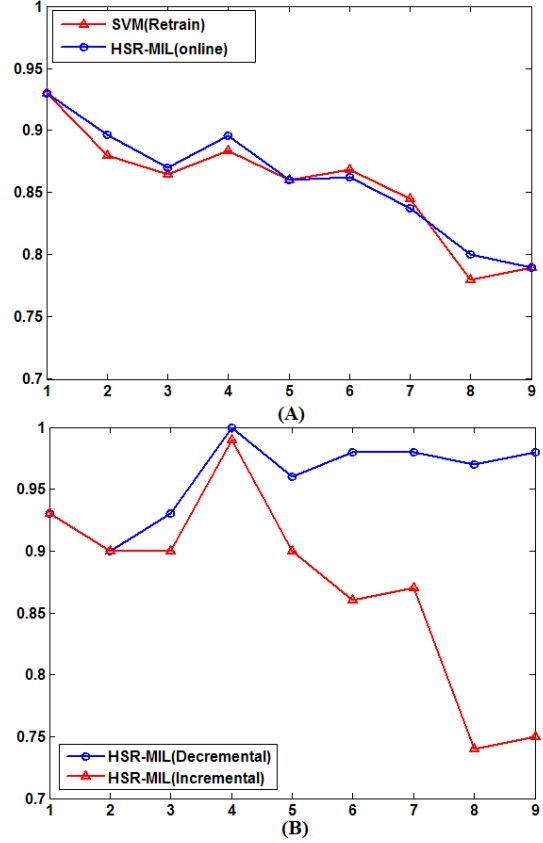 1
SVM(Retrain)
HSR-MIL(online)
0.95
0.9
0.85
0.8
0.75
0.7
1 2 3 4 5 6 7 8 9
(A)
1
0.95
0.9
0.85
0.8
0.75
HSR-MIL(Decremental)
HSR-MIL(Incremental)
0.7
1 2 3 4 5 6 7 8 9
(B)